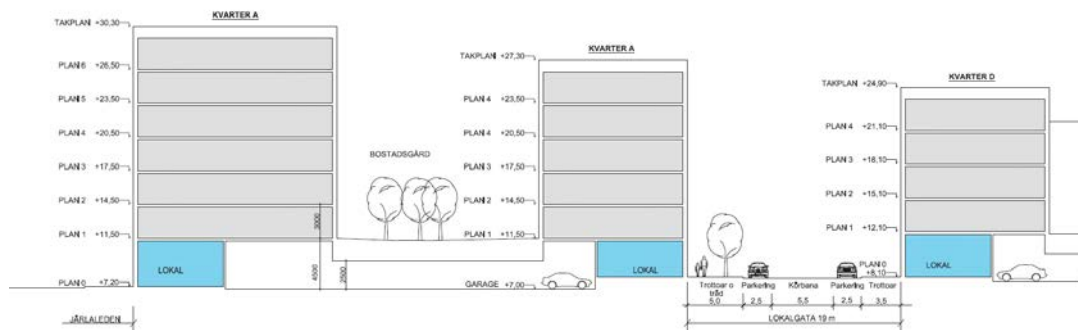 KVARTER A
TAKPLAN +30,30
PLAN 6 +26,50
PLAN 5 +23,50
PLAN 4 +20,50
PLAN 3 +17,50
PLAN 2 +14,50
PLAN 1 +11,50
PLAN 0 +7,20
LOKAL
JÄRLALEDEN
3000
4500
2500
BOSTADSGÅRD
KVARTER A
TAKPLAN +27,30
PLAN 4 +23,50
PLAN 4 +20,50
PLAN 3 +17,50
PLAN 2 +14,50
PLAN 1 +11,50
GARAGE +7,00
LOKAL
Trottoar o träd
5,0
Parkering
2,5
Körbana
5,5
Parkering
2,5
Trottoar
3,5
LOKALGATA 19 m
KVARTER D
TAKPLAN +24,90
PLAN 4 +21,10
PLAN 3 +18,10
PLAN 2 +15,10
PLAN 1 +12,10
PLAN 0
+8,10
LOKAL